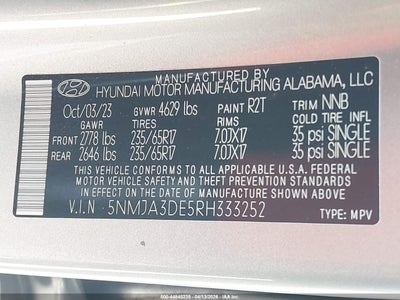 MANUFACTURED BY
HYUNDAI MOTOR MANUFACTURING ALABAMA, LLC
Oct/03/23 GVWR 4629 lbs PAINT R2T TRIM NNB
GAWR TIRES RIMS COLD TIRE INFL
FRONT 2778 lbs 235/65R17 7.0JX17 35 psi SINGLE
REAR 2646 lbs 235/65R17 7.0JX17 35 psi SINGLE
THIS VEHICLE CONFORMS TO ALL APPLICABLE U.S.A. FEDERAL
MOTOR VEHICLE SAFETY, BUMPER, AND THEFT PREVENTION
STANDARDS IN EFFECT ON THE DATE OF MANUFACTURE
SHOWN ABOVE.
V.I.N 5NMJA3DE5RH333252 TYPE: MPV